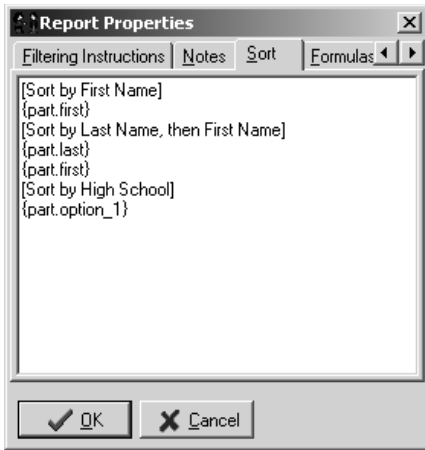 Report Properties
Filtering Instructions Notes Sort Formulas
[Sort by First Name]
{part.first}
[Sort by Last Name, then First Name]
{part.last}
{part.first}
[Sort by High School]
{part.option_1}
OK Cancel